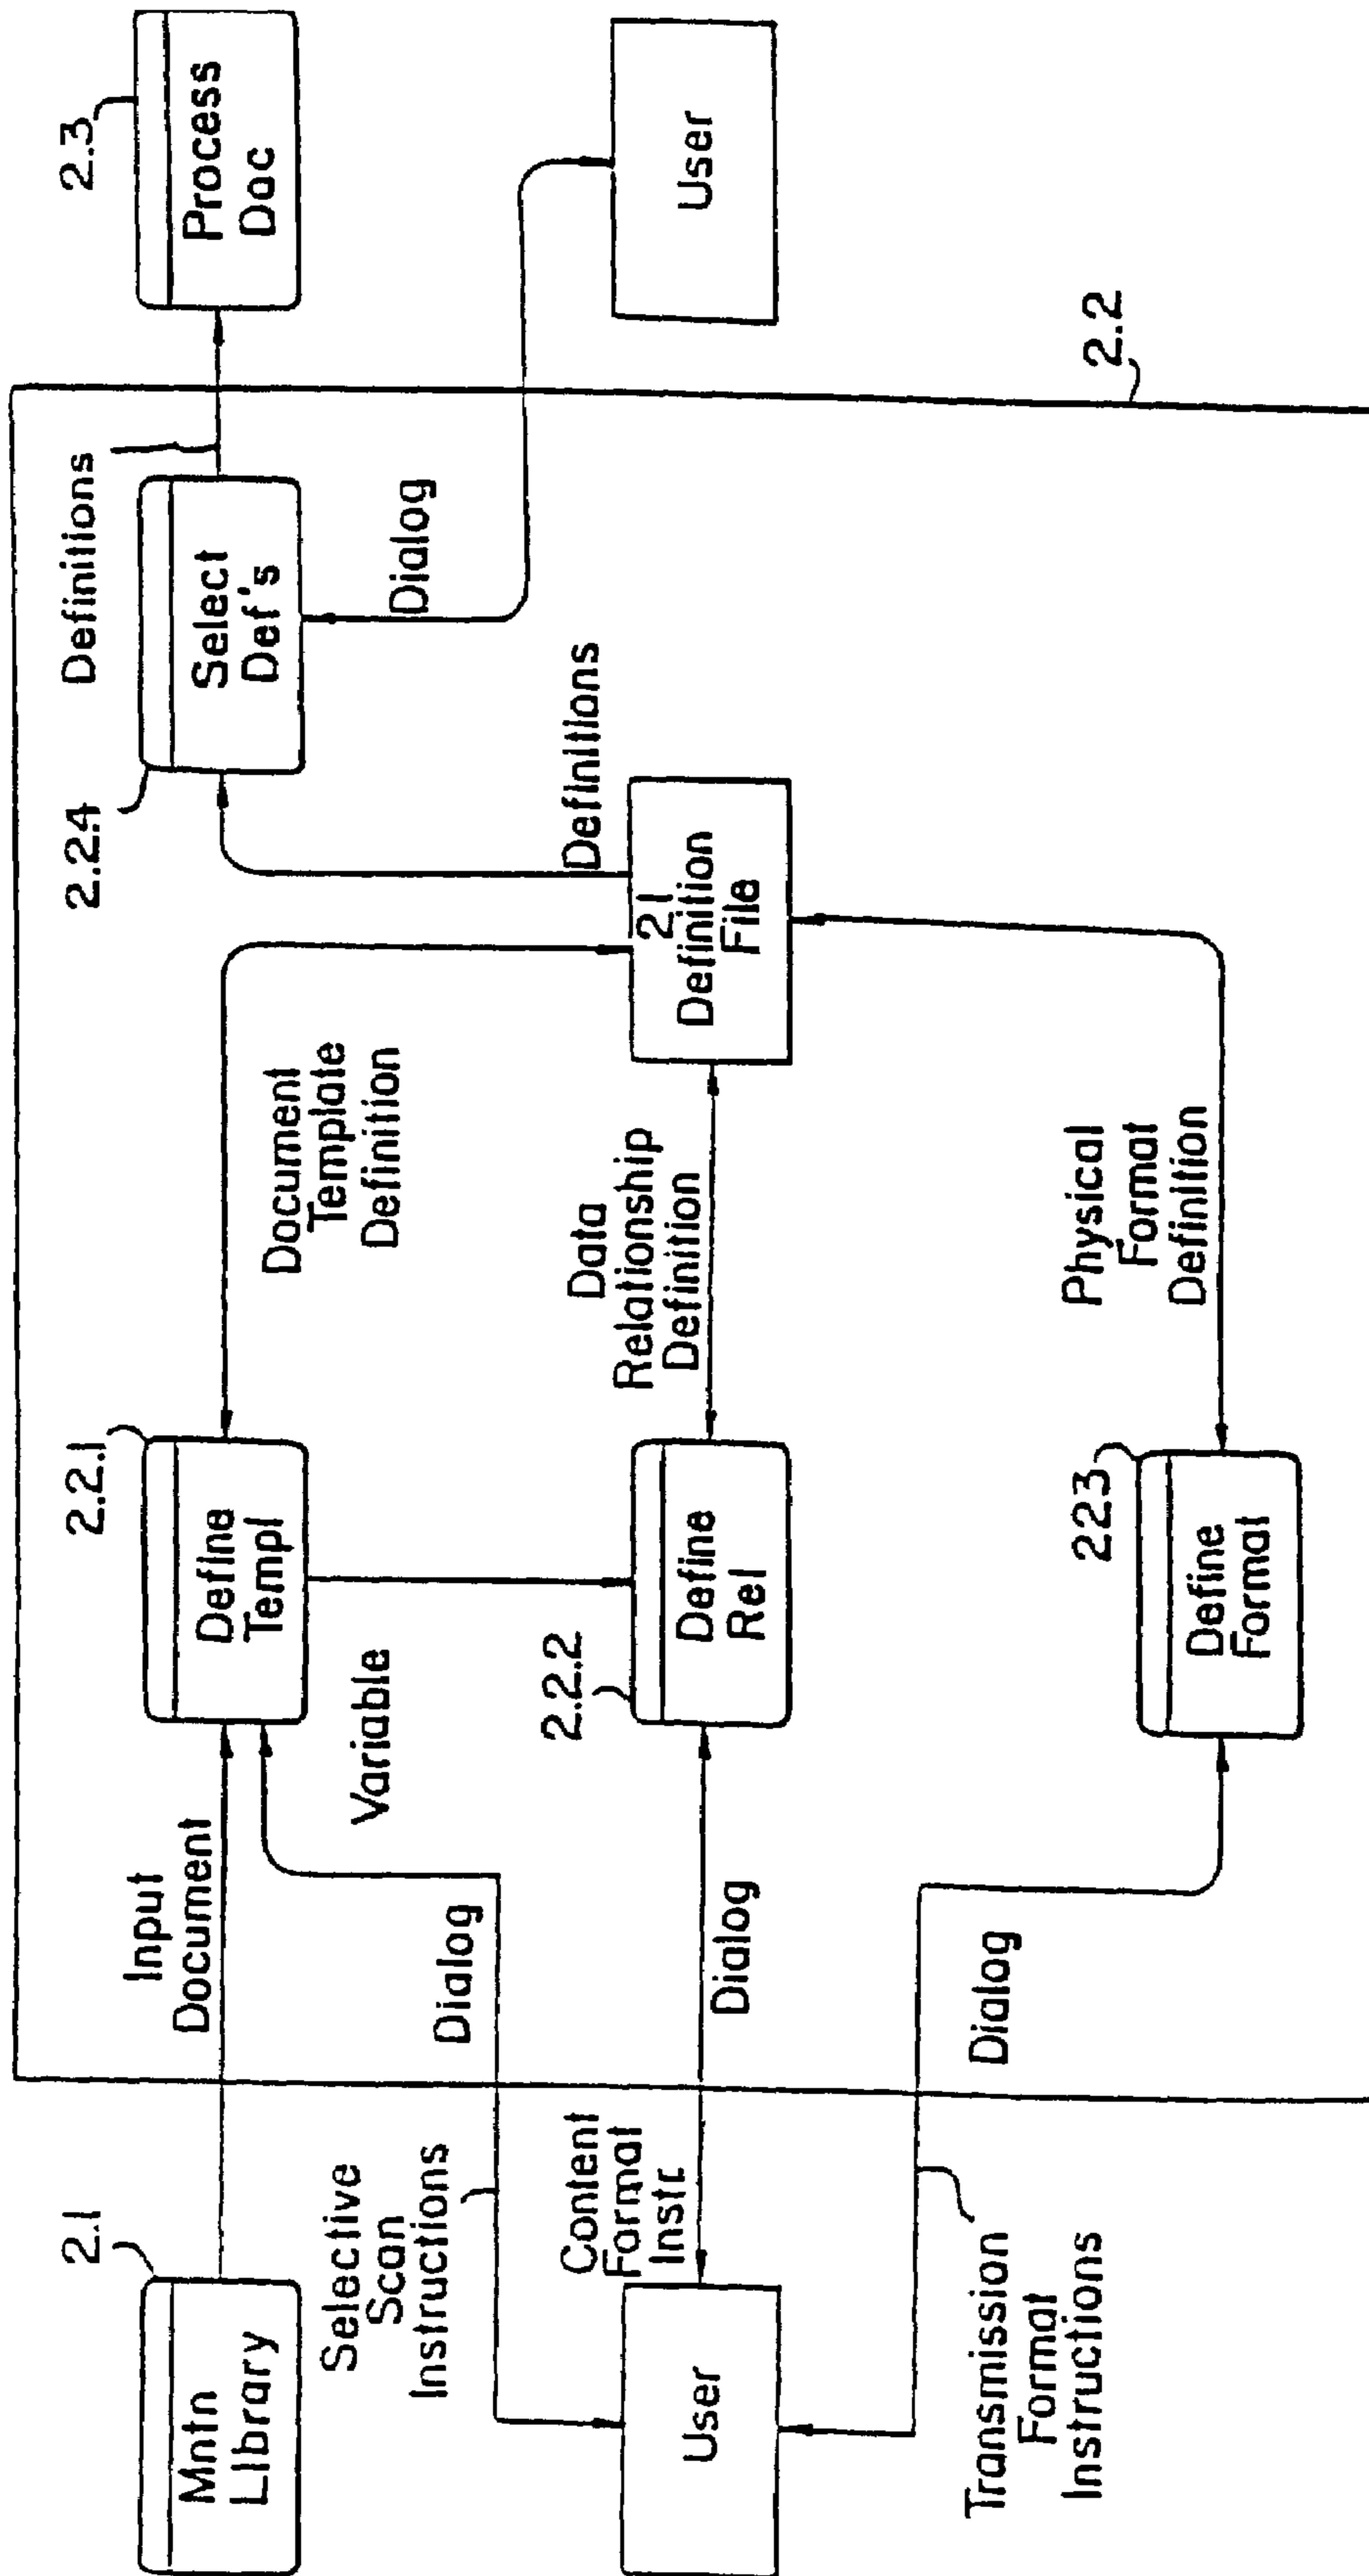 2.1
Mntn
Library
Input
Document
2.2.1
Define
Templ
Document
Template
Definition
2.2.4
Select
Def's
Definitions
2.3
Process
Doc
Selective
Scan
Instructions
Dialog
Variable
Dialog
User
Content
Format
Instr.
Dialog
2.2.2
Define
Rel
Data
Relationship
Definition
2.1
Definition
File
Definitions
User
Transmission
Format
Instructions
Dialog
223
Define
Format
Physical
Format
Definition
2.2